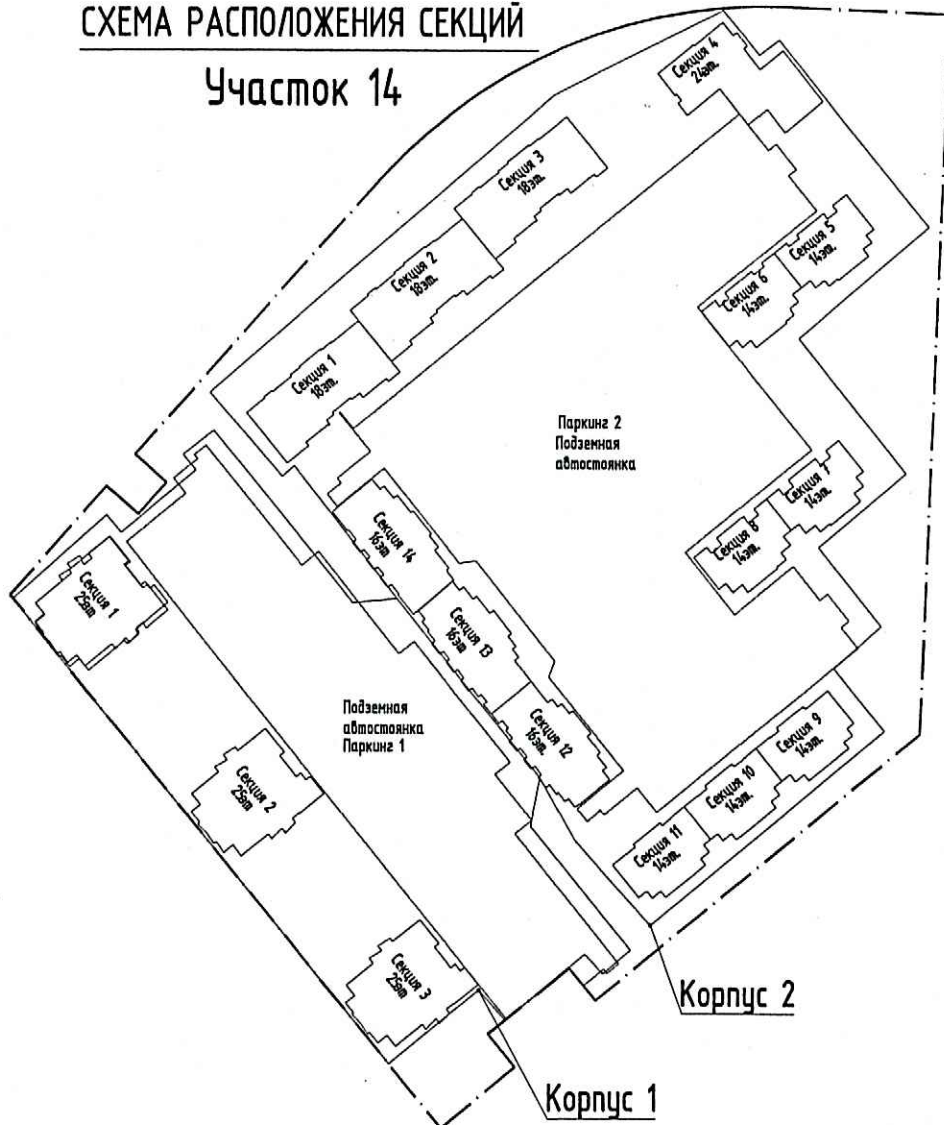 СХЕМА РАСПОЛОЖЕНИЯ СЕКЦИЙ
Участок 14
Секция 4
24эт.
Секция 3
18эт.
Секция 2
18эт.
Секция 1
18эт.
Секция 5
14эт.
Секция 6
14эт.
Паркинг 2
Подземная
автостоянка
Секция 7
14эт.
Секция 8
14эт.
Секция 14
16эт
Секция 13
16эт
Секция 12
16эт.
Секция 1
25эт
Подземная
автостоянка
Паркинг 1
Секция 2
25эт
Секция 9
14эт.
Секция 10
14эт.
Секция 11
14эт.
Секция 3
25эт
Корпус 2
Корпус 1